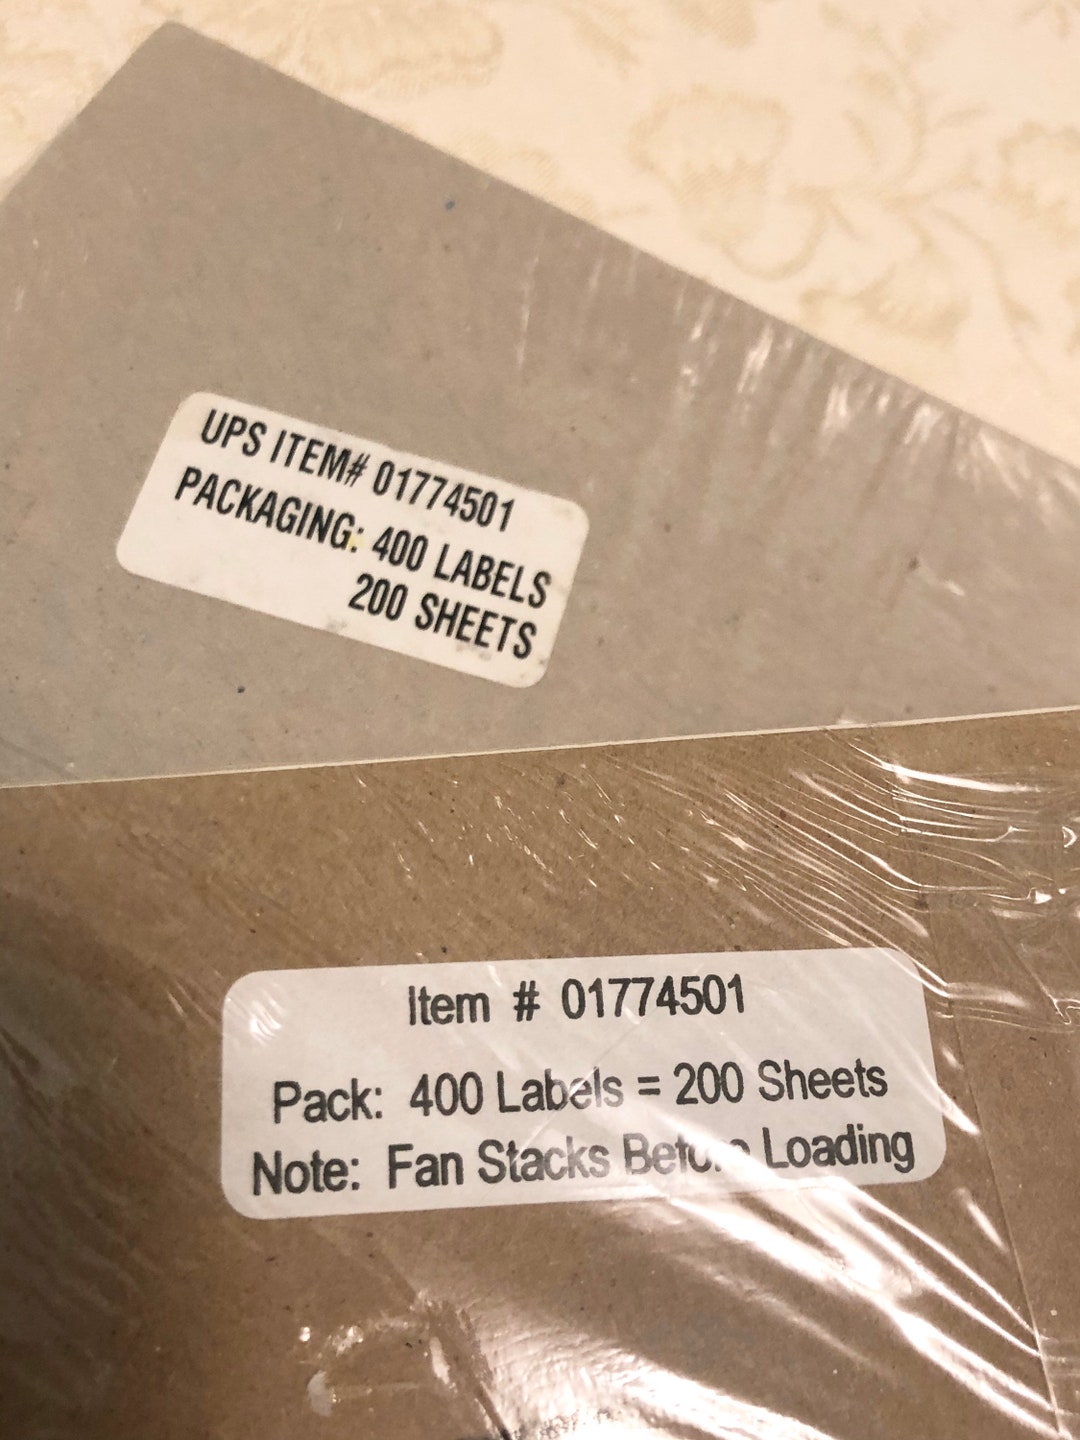 UPS ITEM# 01774501
PACKAGING: 400 LABELS
200 SHEETS
Item # 01774501
Pack: 400 Labels = 200 Sheets
Note: Fan Stacks Before Loading